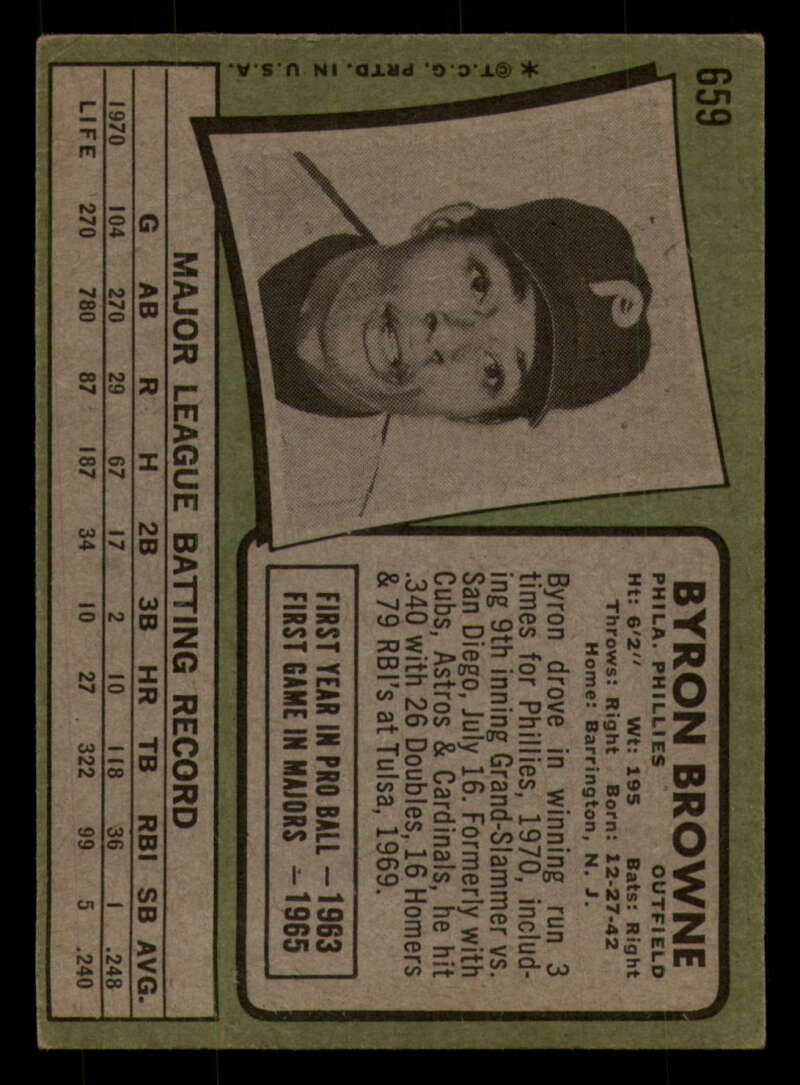 659
* ©T.C.G. PRTD. IN U.S.A.
P
BYRON BROWNE
PHILA. PHILLIES OUTFIELD
Ht: 6'2" Wt: 195 Bats: Right
Throws: Right Born: 12-27-42
Home: Barrington, N. J.
Byron drove in winning run 3
times for Phillies, 1970, includ-
ing 9th inning Grand-Slammer vs.
San Diego, July 16. Formerly with
Cubs, Astros & Cardinals, he hit
.340 with 26 Doubles, 16 Homers
& 79 RBI's at Tulsa, 1969.
FIRST YEAR IN PRO BALL — 1963
FIRST GAME IN MAJORS — 1965
MAJOR LEAGUE BATTING RECORD
G AB R H 2B 3B HR TB RBI SB AVG.
1970 104 270 29 67 17 2 10 118 36 1 .248
LIFE 270 780 87 187 34 10 27 322 99 5 .240